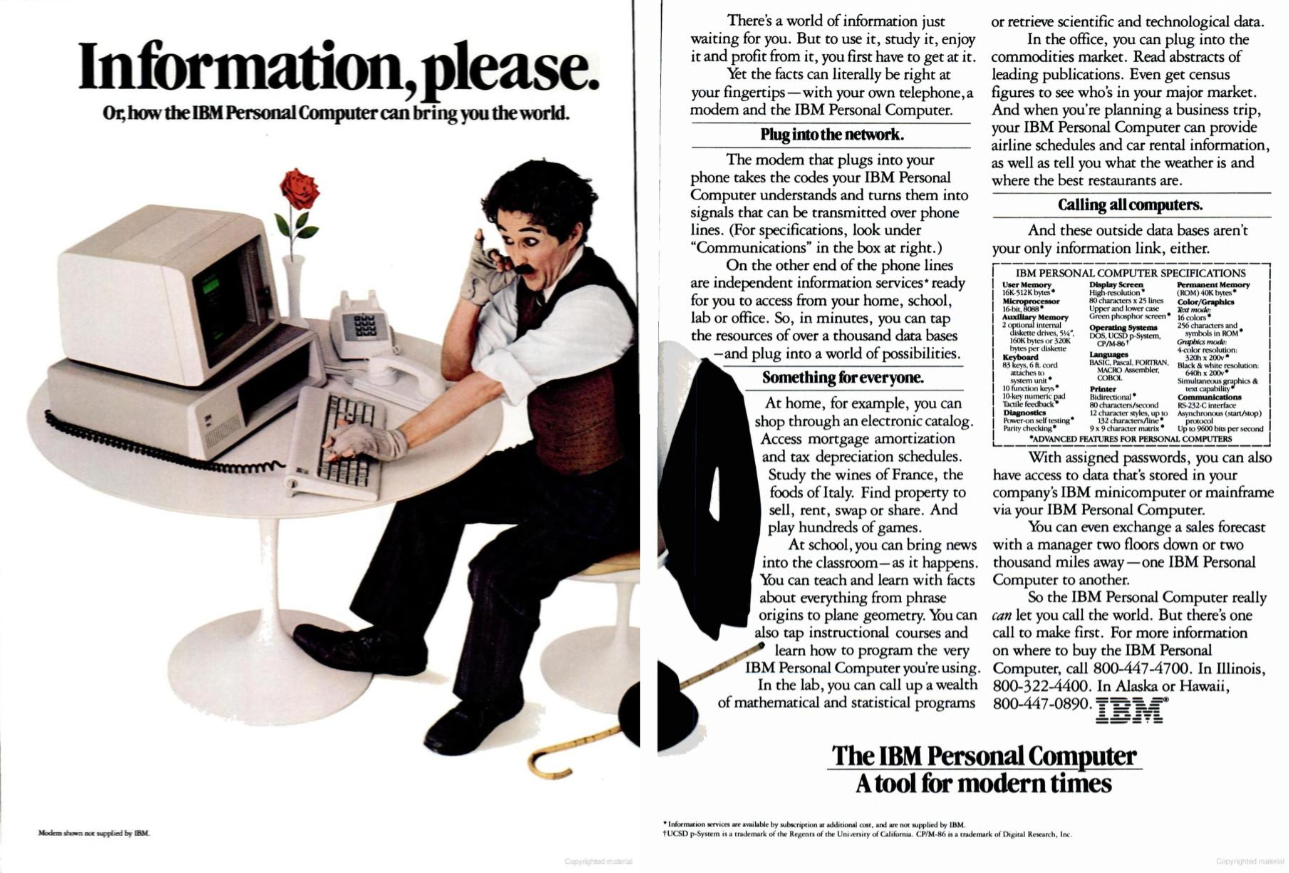 Information, please.
Or, how the IBM Personal Computer can bring you the world.
Modem shown not supplied by IBM.
Copyrighted material
There's a world of information just
waiting for you. But to use it, study it, enjoy
it and profit from it, you first have to get at it.
Yet the facts can literally be right at
your fingertips—with your own telephone, a
modem and the IBM Personal Computer.
Plug into the network.
The modem that plugs into your
phone takes the codes your IBM Personal
Computer understands and turns them into
signals that can be transmitted over phone
lines. (For specifications, look under
"Communications" in the box at right.)
On the other end of the phone lines
are independent information services* ready
for you to access from your home, school,
lab or office. So, in minutes, you can tap
the resources of over a thousand data bases
—and plug into a world of possibilities.
Something for everyone.
At home, for example, you can
shop through an electronic catalog.
Access mortgage amortization
and tax depreciation schedules.
Study the wines of France, the
foods of Italy. Find property to
sell, rent, swap or share. And
play hundreds of games.
At school, you can bring news
into the classroom—as it happens.
You can teach and learn with facts
about everything from phrase
origins to plane geometry. You can
also tap instructional courses and
learn how to program the very
IBM Personal Computer you're using.
In the lab, you can call up a wealth
of mathematical and statistical programs
or retrieve scientific and technological data.
In the office, you can plug into the
commodities market. Read abstracts of
leading publications. Even get census
figures to see who's in your major market.
And when you're planning a business trip,
your IBM Personal Computer can provide
airline schedules and car rental information,
as well as tell you what the weather is and
where the best restaurants are.
Calling all computers.
And these outside data bases aren't
your only information link, either.
IBM PERSONAL COMPUTER SPECIFICATIONS
User Memory
16K-512K bytes*
Microprocessor
16-bit, 8088*
Auxiliary Memory
2 optional internal
diskette drives, 5¼",
160K bytes or 320K
bytes per diskette
Keyboard
83 keys, 6 ft. cord
attaches to
system unit*
10 function keys*
10-key numeric pad
Tactile feedback*
Diagnostics
Power-on self testing*
Parity checking*
Display Screen
High-resolution*
80 characters x 25 lines
Upper and lower case
Green phosphor screen*
Operating Systems
DOS, UCSD p-System,
CP/M-86†
Languages
BASIC, Pascal, FORTRAN,
MACRO Assembler,
COBOL
Printer
Bidirectional*
80 characters/second
12 character styles, up to
132 characters/line*
9 x 9 character matrix*
Permanent Memory
(ROM) 40K bytes*
Color/Graphics
Text mode:
16 colors*
256 characters and
symbols in ROM*
Graphics mode:
4-color resolution:
320h x 200v*
Black & white resolution:
640h x 200v*
Simultaneous graphics &
text capability*
Communications
RS-232-C interface
Asynchronous (start/stop)
protocol
Up to 9600 bits per second
*ADVANCED FEATURES FOR PERSONAL COMPUTERS
With assigned passwords, you can also
have access to data that's stored in your
company's IBM minicomputer or mainframe
via your IBM Personal Computer.
You can even exchange a sales forecast
with a manager two floors down or two
thousand miles away—one IBM Personal
Computer to another.
So the IBM Personal Computer really
can let you call the world. But there's one
call to make first. For more information
on where to buy the IBM Personal
Computer, call 800-447-4700. In Illinois,
800-322-4400. In Alaska or Hawaii,
800-447-0890. IBM®
The IBM Personal Computer
A tool for modern times
* Information services are available by subscription at additional cost, and are not supplied by IBM.
†UCSD p-System is a trademark of the Regents of the University of California. CP/M-86 is a trademark of Digital Research, Inc.
Copyrighted material